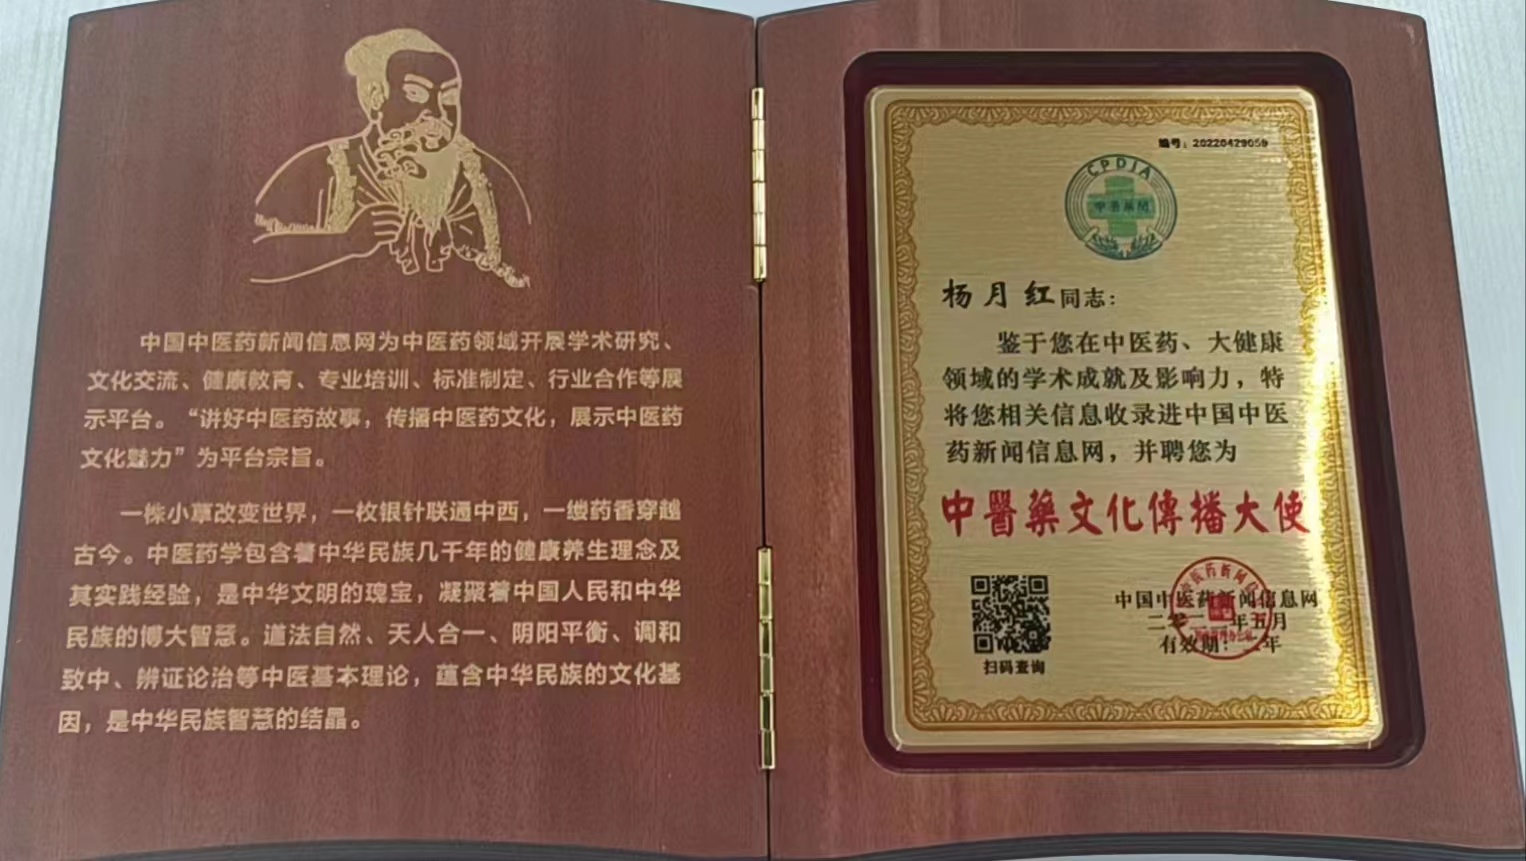 中国中医药新闻信息网为中医药领域开展学术研究、
文化交流、健康教育、专业培训、标准制定、行业合作等展
示平台。“讲好中医药故事，传播中医药文化，展示中医药
文化魅力”为平台宗旨。
一株小草改变世界，一枚银针联通中西，一缕药香穿越
古今。中医药学包含着中华民族几千年的健康养生理念及
其实践经验，是中华文明的瑰宝，凝聚着中国人民和中华
民族的博大智慧。道法自然、天人合一、阴阳平衡、调和
致中、辨证论治等中医基本理论，蕴含中华民族的文化基
因，是中华民族智慧的结晶。
编号：20220429059
CPDIA
杨月红同志：
鉴于您在中医药、大健康
领域的学术成就及影响力，特
将您相关信息收录进中国中医
药新闻信息网，并聘您为
中醫藥文化傳播大使
扫码查询
中国中医药新闻信息网
年五月
有效期：
年